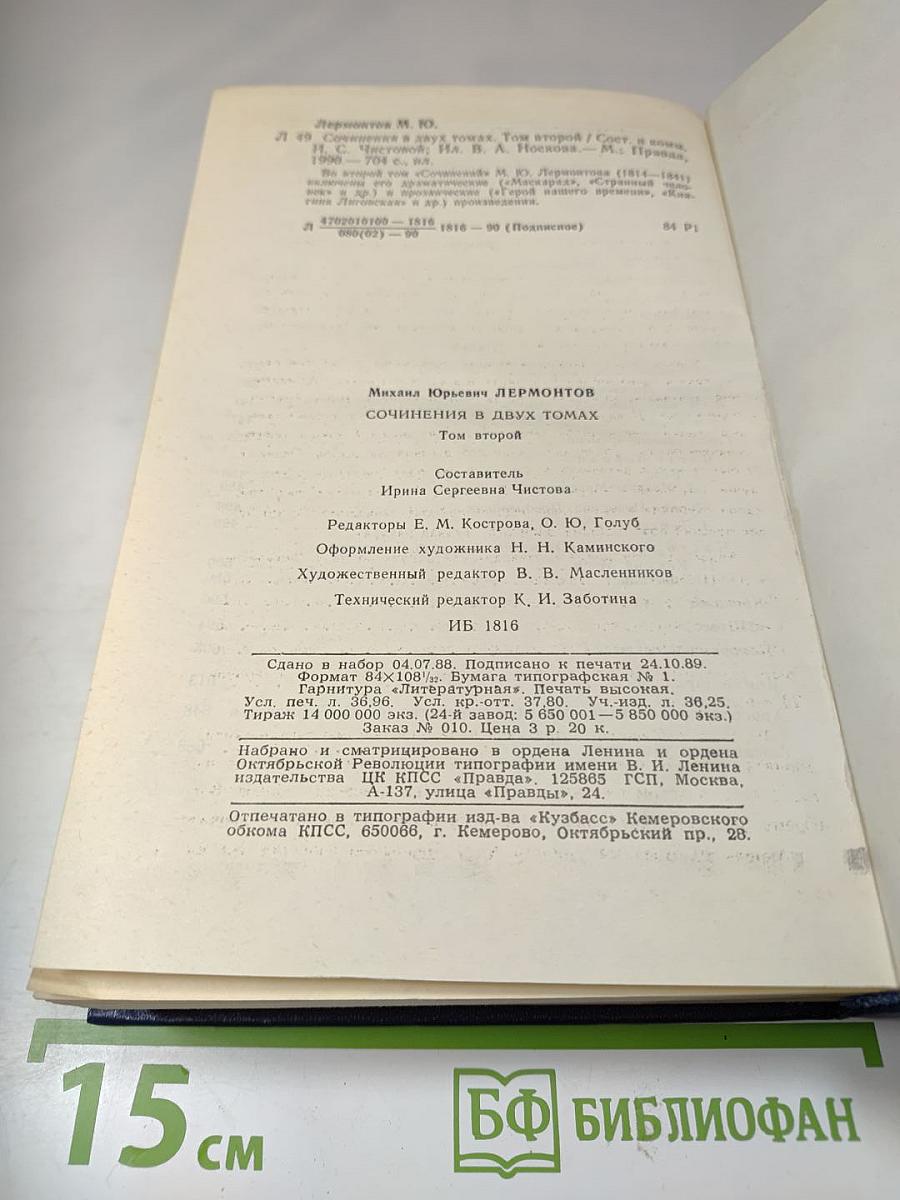 Лермонтов М. Ю.
Л 49 Сочинения в двух томах. Том второй / Сост. и комм.
И. С. Чистовой; Ил. В. А. Носкова.— М.: Правда,
1990 — 704 с., ил.
Во второй том «Сочинений» М. Ю. Лермонтова (1814—1841)
включены его драматические («Маскарад», «Странный чело-
век» и др.) и прозаические («Герой нашего времени», «Кня-
гиня Лиговская» и др.) произведения.
Л 4702010100 — 1816 / 080(02) — 90 1816 — 90 (Подписное) 84 Р1
Михаил Юрьевич ЛЕРМОНТОВ
СОЧИНЕНИЯ В ДВУХ ТОМАХ
Том второй
Составитель
Ирина Сергеевна Чистова
Редакторы Е. М. Кострова, О. Ю. Голуб
Оформление художника Н. Н. Каминского
Художественный редактор В. В. Масленников
Технический редактор К. И. Заботина
ИБ 1816
Сдано в набор 04.07.88. Подписано к печати 24.10.89.
Формат 84×108¹/₃₂. Бумага типографская № 1.
Гарнитура «Литературная». Печать высокая.
Усл. печ. л. 36,96. Усл. кр.-отт. 37,80. Уч.-изд. л. 36,25.
Тираж 14 000 000 экз. (24-й завод: 5 650 001—5 850 000 экз.)
Заказ № 010. Цена 3 р. 20 к.
Набрано и сматрицировано в ордена Ленина и ордена
Октябрьской Революции типографии имени В. И. Ленина
издательства ЦК КПСС «Правда». 125865 ГСП, Москва,
А-137, улица «Правды», 24.
Отпечатано в типографии изд-ва «Кузбасс» Кемеровского
обкома КПСС, 650066, г. Кемерово, Октябрьский пр., 28.
15 см
БФ БИБЛИОФАН